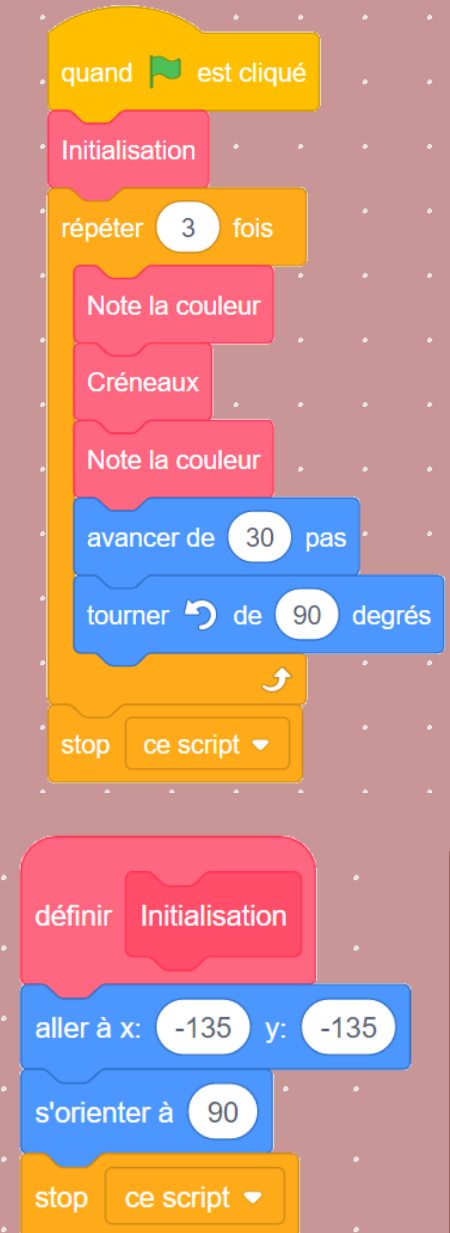 quand est cliqué
Initialisation
répéter 3 fois
Note la couleur
Créneaux
Note la couleur
avancer de 30 pas
tourner de 90 degrés
stop ce script
définir Initialisation
aller à x: -135 y: -135
s'orienter à 90
stop ce script